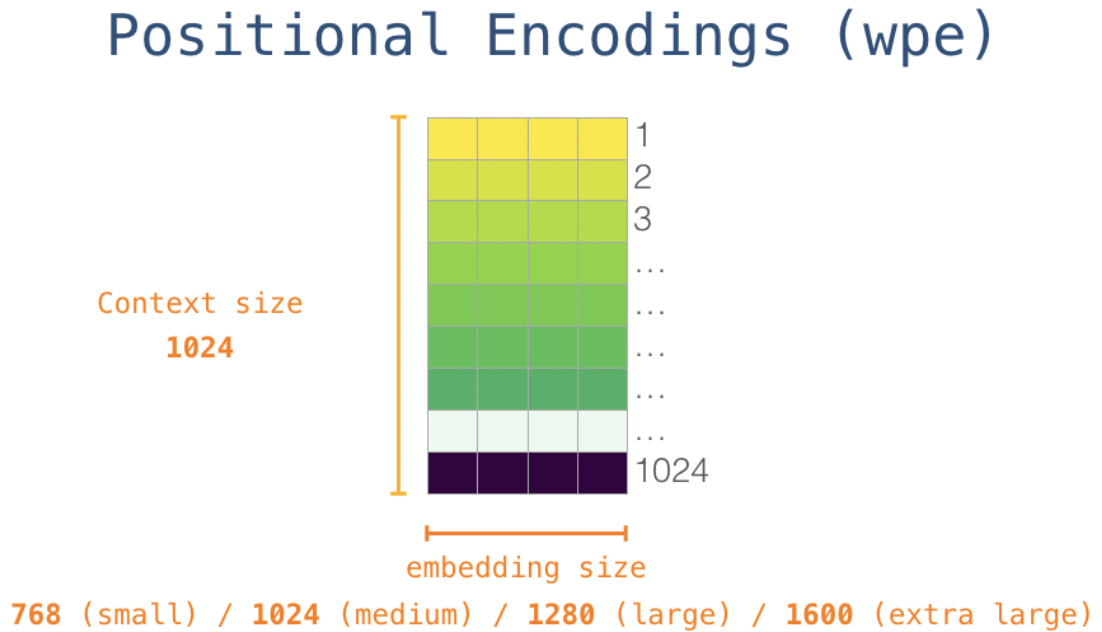 Positional Encodings (wpe)
1
2
3
...
...
...
...
...
1024
Context size
1024
embedding size
768 (small) / 1024 (medium) / 1280 (large) / 1600 (extra large)